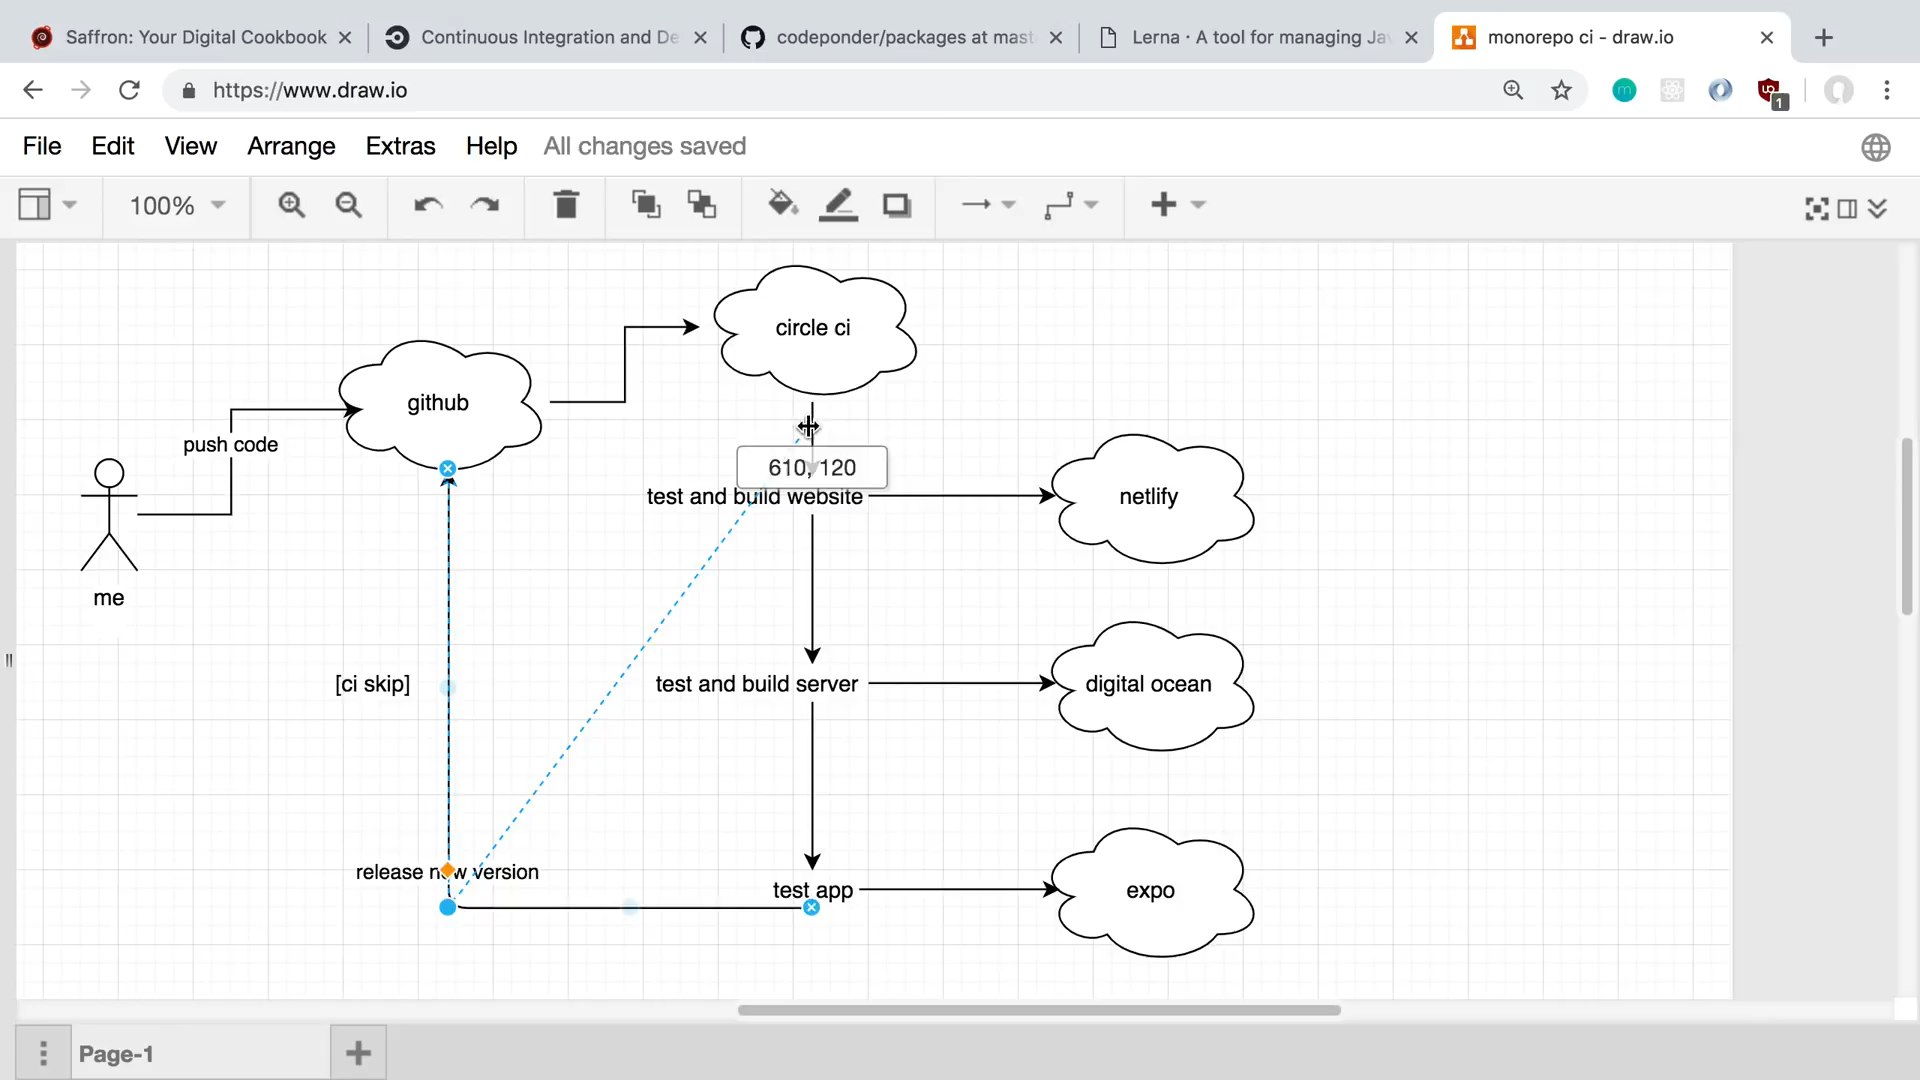 Saffron: Your Digital Cookbook
Continuous Integration and De
codeponder/packages at mast
Lerna · A tool for managing Jav
monorepo ci - draw.io
https://www.draw.io
1
File Edit View Arrange Extras Help All changes saved
100%
circle ci
github
push code
610, 120
test and build website
netlify
me
[ci skip]
test and build server
digital ocean
release new version
test app
expo
Page-1